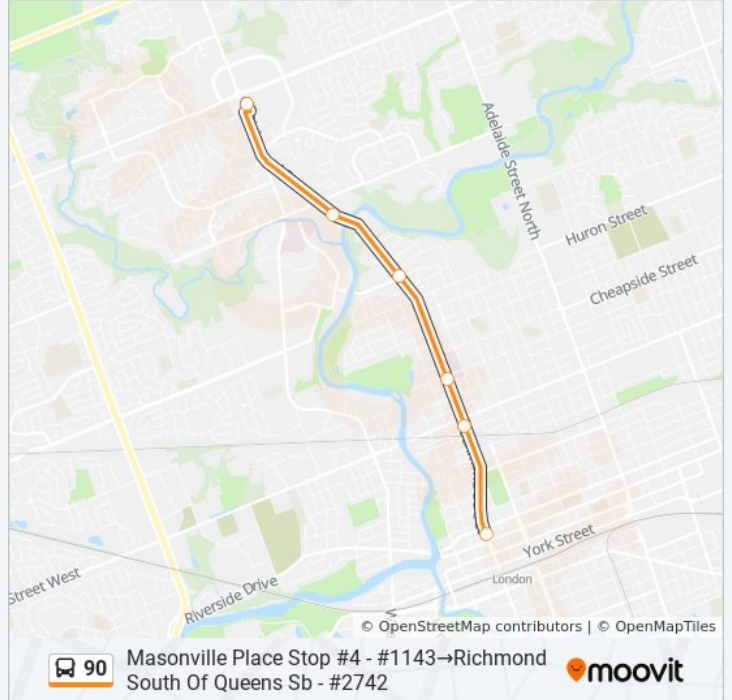 Adelaide Street North
Huron Street
Cheapside Street
York Street
London
Street West
Riverside Drive
W
© OpenStreetMap contributors | © OpenMapTiles
90
Masonville Place Stop #4 - #1143→Richmond
South Of Queens Sb - #2742
moovit